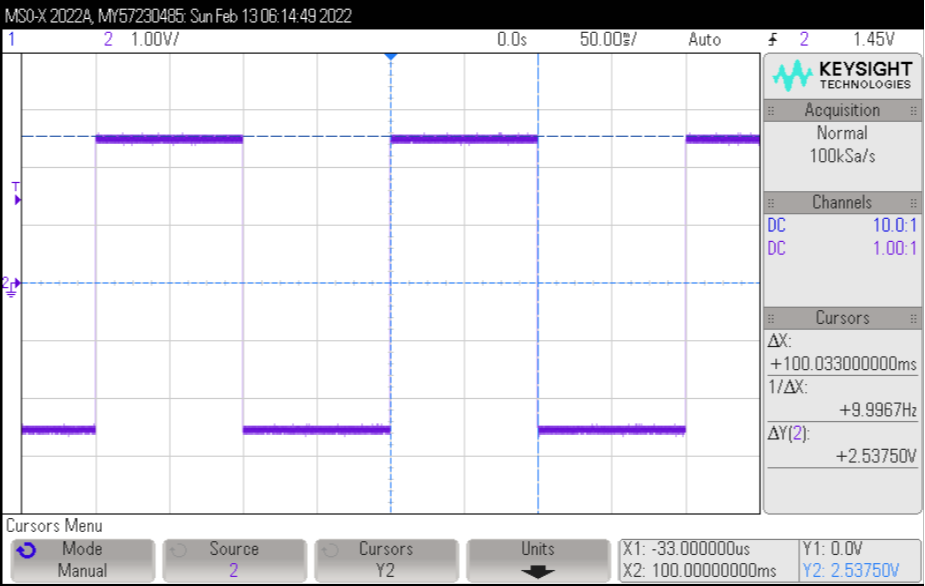 MSO-X 2022A, MY57230485: Sun Feb 13 06:14:49 2022
1 2 1.00V/ 0.0s 50.00ms/ Auto 2 1.45V
KEYSIGHT
TECHNOLOGIES
Acquisition
Normal
100kSa/s
Channels
DC 10.0:1
DC 1.00:1
Cursors
ΔX:
+100.033000000ms
1/ΔX:
+9.9967Hz
ΔY(2):
+2.53750V
T
2
Cursors Menu
Mode
Manual
Source
2
Cursors
Y2
Units
X1: -33.000000us
X2: 100.00000000ms
Y1: 0.0V
Y2: 2.53750V